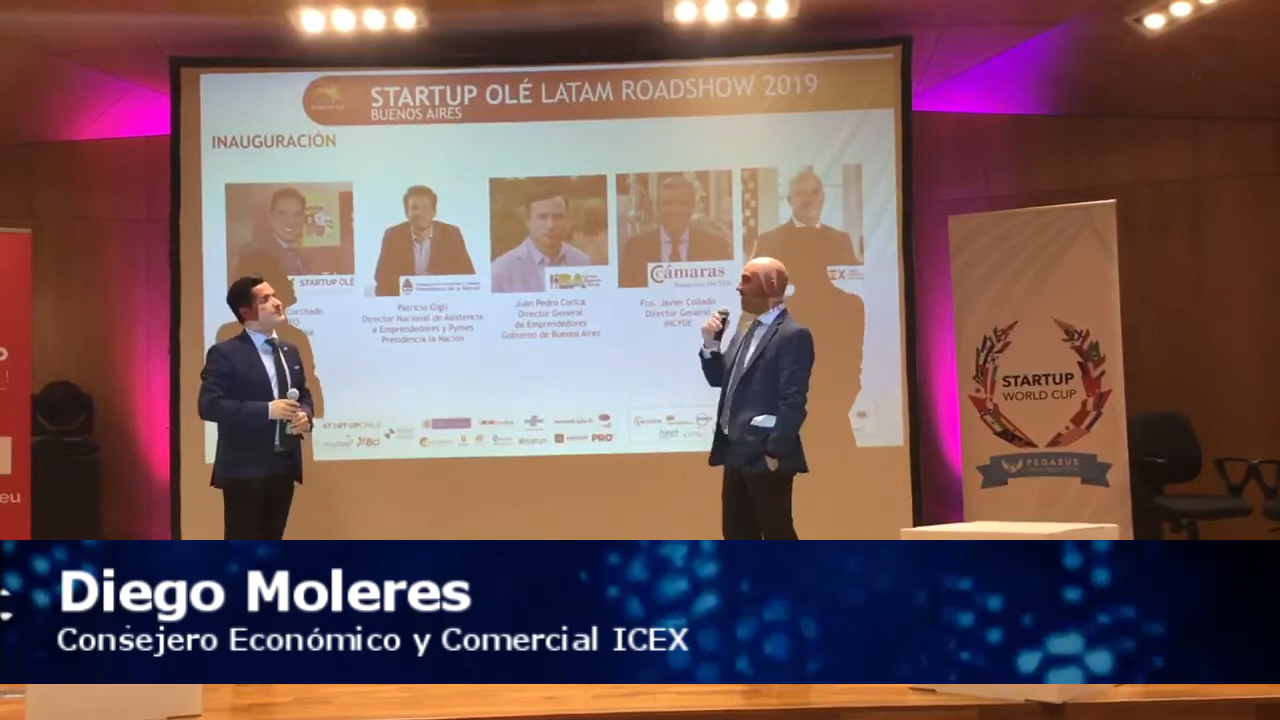 STARTUP OLÉ LATAM ROADSHOW 2019
BUENOS AIRES
INAUGURACIÓN
STARTUP OLÉ
Cámaras
Patricio Gigli
Director Nacional de Asistencia
a Emprendedores y Pymes
Presidencia la Nación
Juan Pedro Corica
Director General
de Emprendedores
Gobierno de Buenos Aires
Fco. Javier Collado
Director General
INCYDE
PRO
STARTUP
WORLD CUP
PEGASUS
eu
Diego Moleres
Consejero Económico y Comercial ICEX